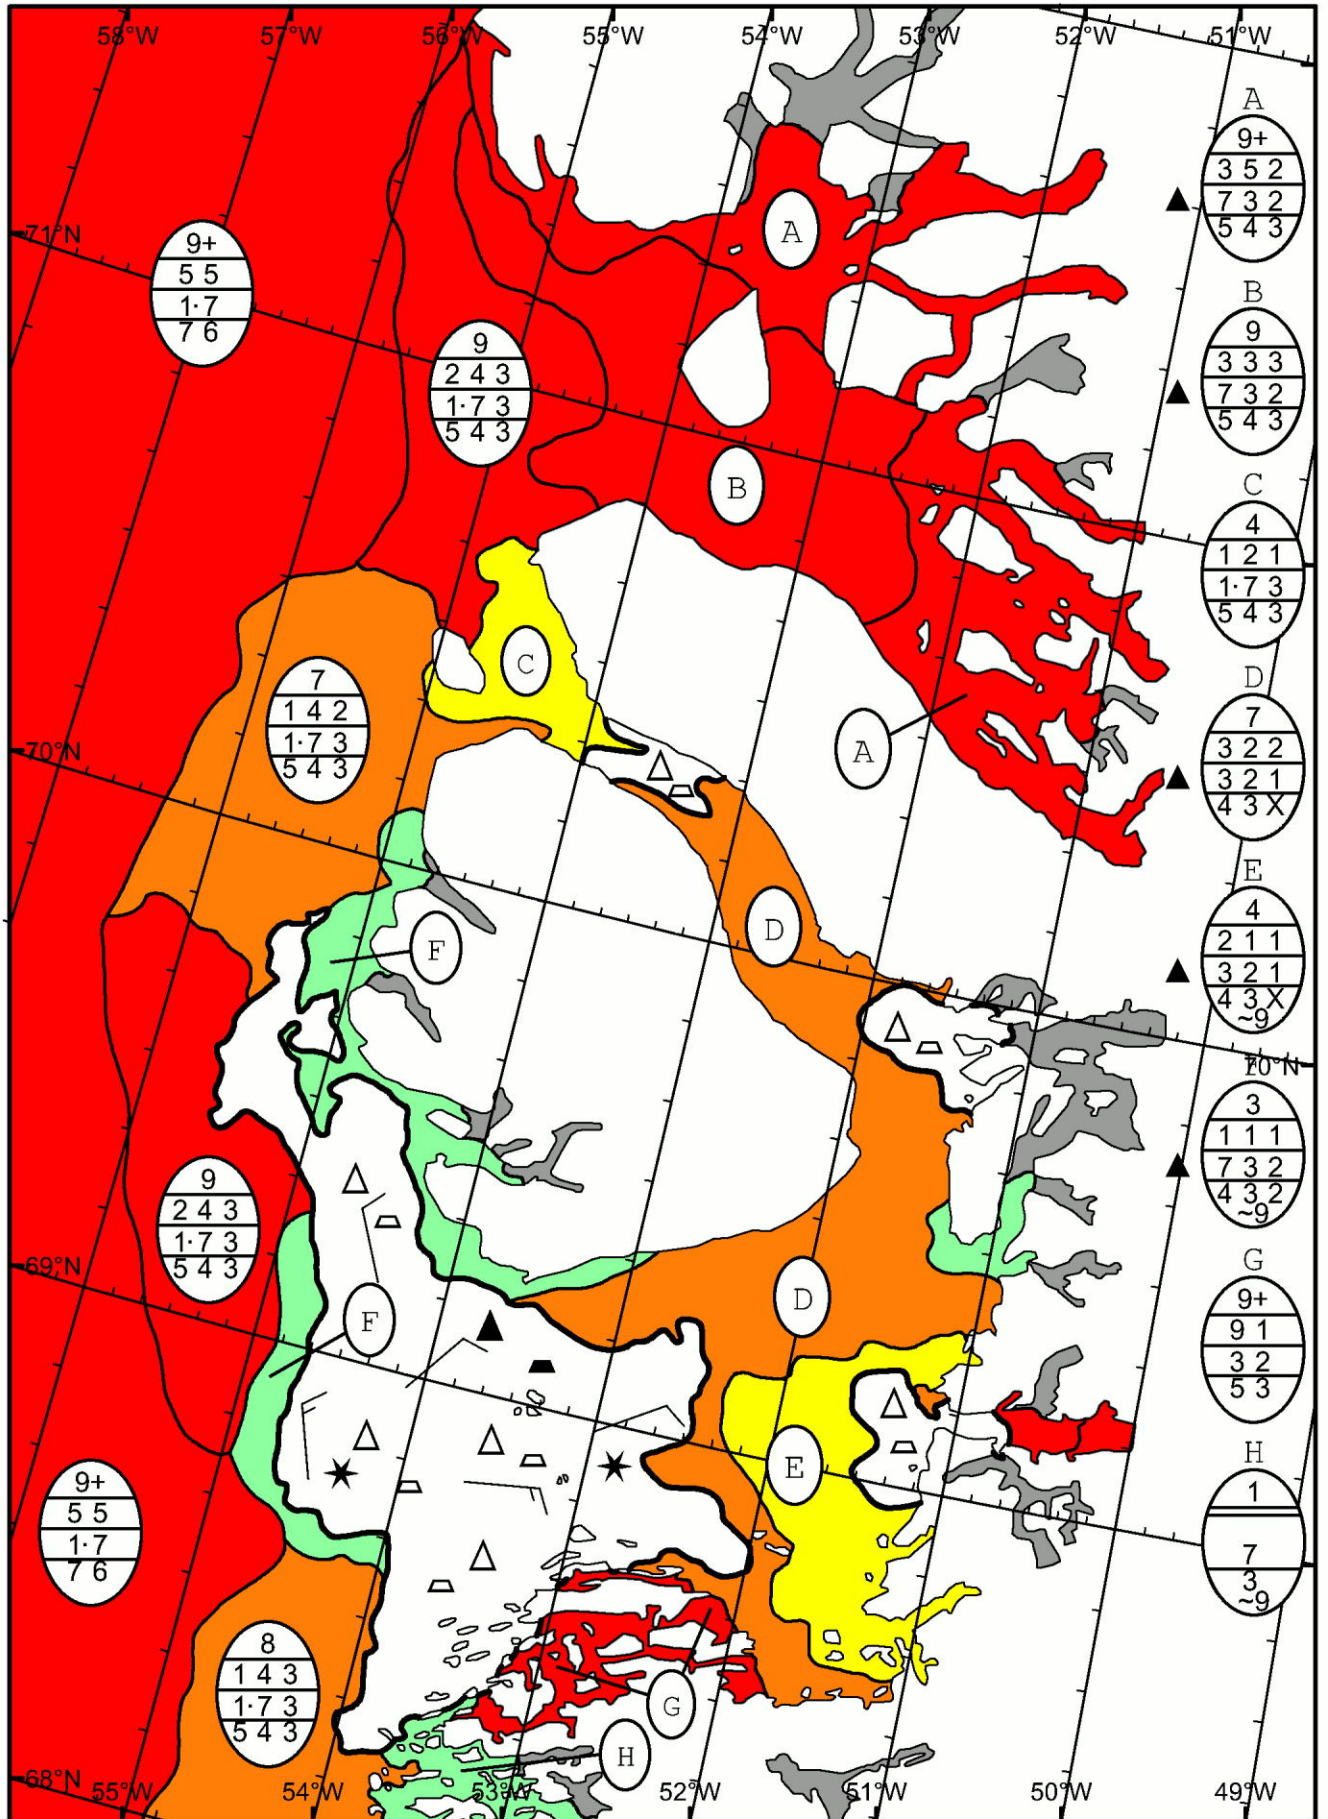 58°W 57°W 56°W 55°W 54°W 53°W 52°W 51°W
A
9+
3 5 2
7 3 2
5 4 3
A
71°N
9+
5 5
1·7
7 6
B
9
3 3 3
7 3 2
5 4 3
9
2 4 3
1·7 3
5 4 3
B
C
4
1 2 1
1·7 3
5 4 3
C
D
7
3 2 2
3 2 1
4 3 X
7
1 4 2
1·7 3
5 4 3
A
70°N
E
4
2 1 1
3 2 1
4 3 X
~9
D
F
70°N
3
1 1 1
7 3 2
4 3 2
~9
9
2 4 3
1·7 3
5 4 3
69°N
G
9+
9 1
3 2
5 3
D
F
H
1
7
3
~9
E
9+
5 5
1·7
7 6
8
1 4 3
1·7 3
5 4 3
G
H
68°N
55°W 54°W 53°W 52°W 51°W 50°W 49°W